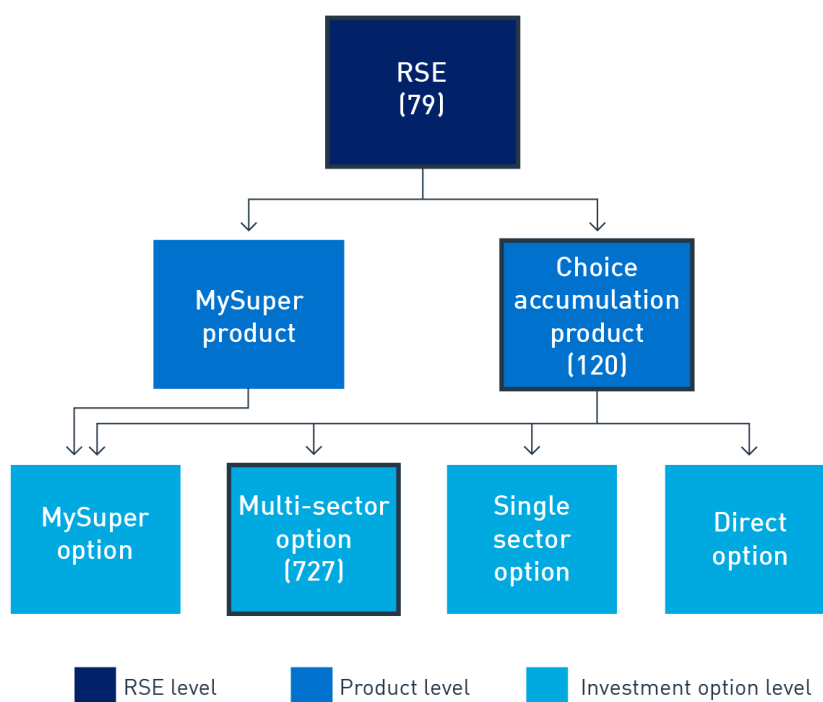 RSE
(79)
MySuper
product
Choice
accumulation
product
(120)
MySuper
option
Multi-sector
option
(727)
Single
sector
option
Direct
option
RSE level
Product level
Investment option level